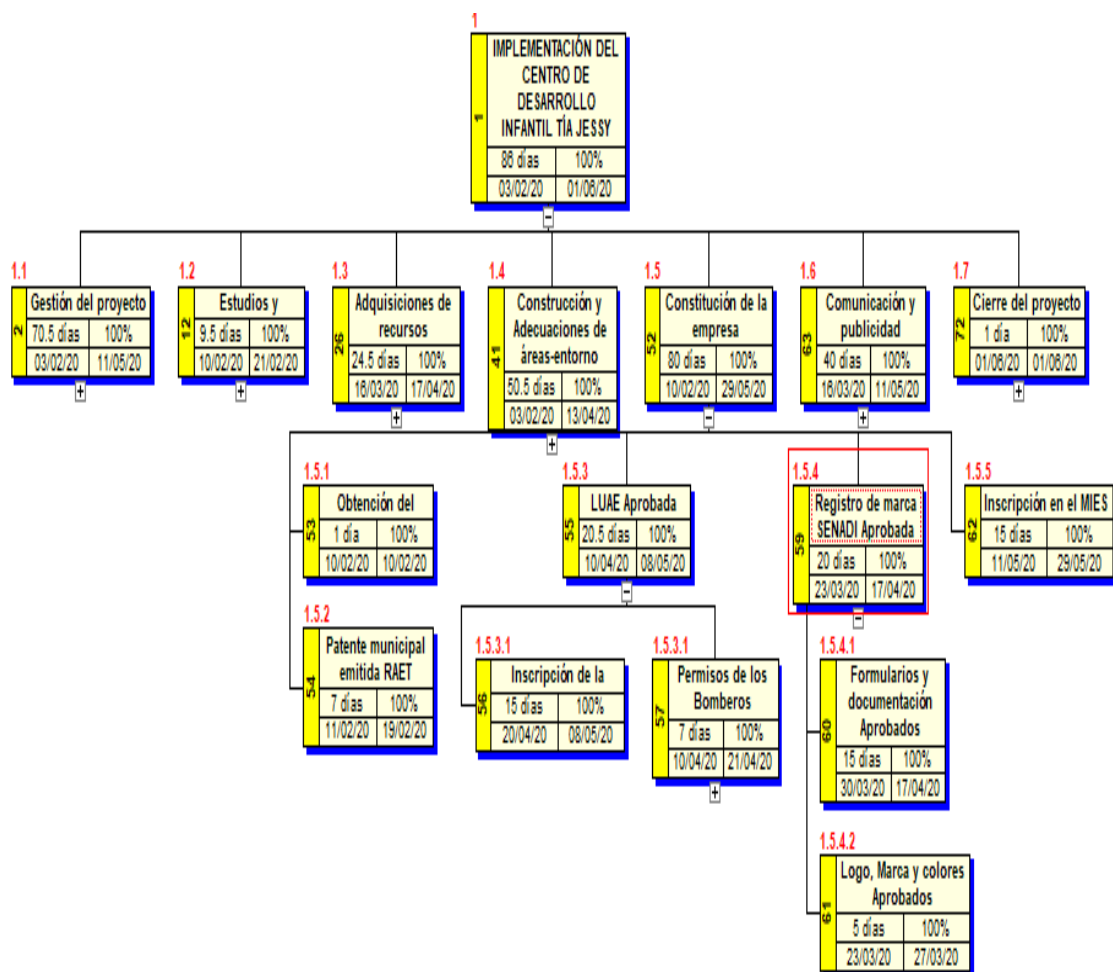 1
IMPLEMENTACIÓN DEL
CENTRO DE
DESARROLLO
INFANTIL TÍA JESSY
1
86 días 100%
03/02/20 01/06/20
1.1
Gestión del proyecto
2
70.5 días 100%
03/02/20 11/05/20
1.2
Estudios y
12
9.5 días 100%
10/02/20 21/02/20
1.3
Adquisiciones de
recursos
26
24.5 días 100%
16/03/20 17/04/20
1.4
Construcción y
Adecuaciones de
áreas-entorno
41
50.5 días 100%
03/02/20 13/04/20
1.5
Constitución de la
empresa
52
80 días 100%
10/02/20 29/05/20
1.6
Comunicación y
publicidad
63
40 días 100%
16/03/20 11/05/20
1.7
Cierre del proyecto
72
1 día 100%
01/06/20 01/06/20
1.5.1
Obtención del
53
1 día 100%
10/02/20 10/02/20
1.5.2
Patente municipal
emitida RAET
54
7 días 100%
11/02/20 19/02/20
1.5.3
LUAE Aprobada
55
20.5 días 100%
10/04/20 08/05/20
1.5.3.1
Inscripción de la
56
15 días 100%
20/04/20 08/05/20
1.5.3.1
Permisos de los
Bomberos
57
7 días 100%
10/04/20 21/04/20
1.5.4
Registro de marca
SENADI Aprobada
59
20 días 100%
23/03/20 17/04/20
1.5.4.1
Formularios y
documentación
Aprobados
60
15 días 100%
30/03/20 17/04/20
1.5.4.2
Logo, Marca y colores
Aprobados
61
5 días 100%
23/03/20 27/03/20
1.5.5
Inscripción en el MIES
62
15 días 100%
11/05/20 29/05/20